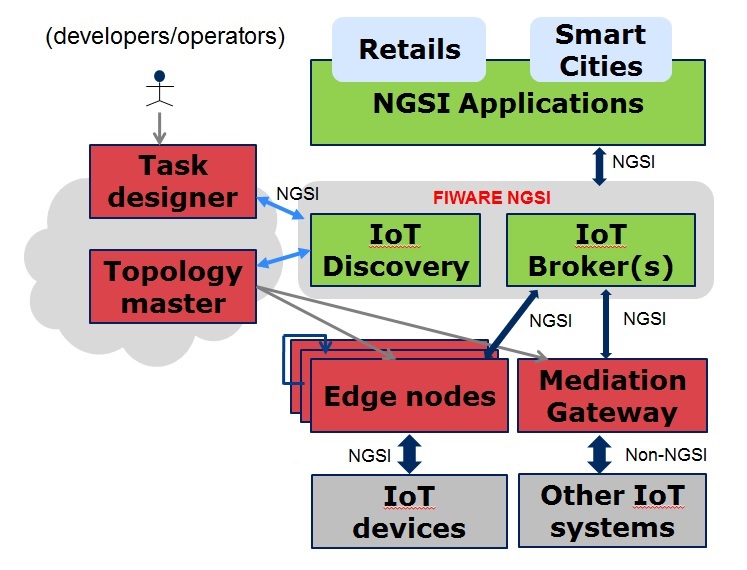 (developers/operators)
Retails
Smart
Cities
NGSI Applications
NGSI
Task
designer
NGSI
FIWARE NGSI
IoT
Discovery
IoT
Broker(s)
Topology
master
NGSI
NGSI
Edge nodes
Mediation
Gateway
NGSI
Non-NGSI
IoT
devices
Other IoT
systems